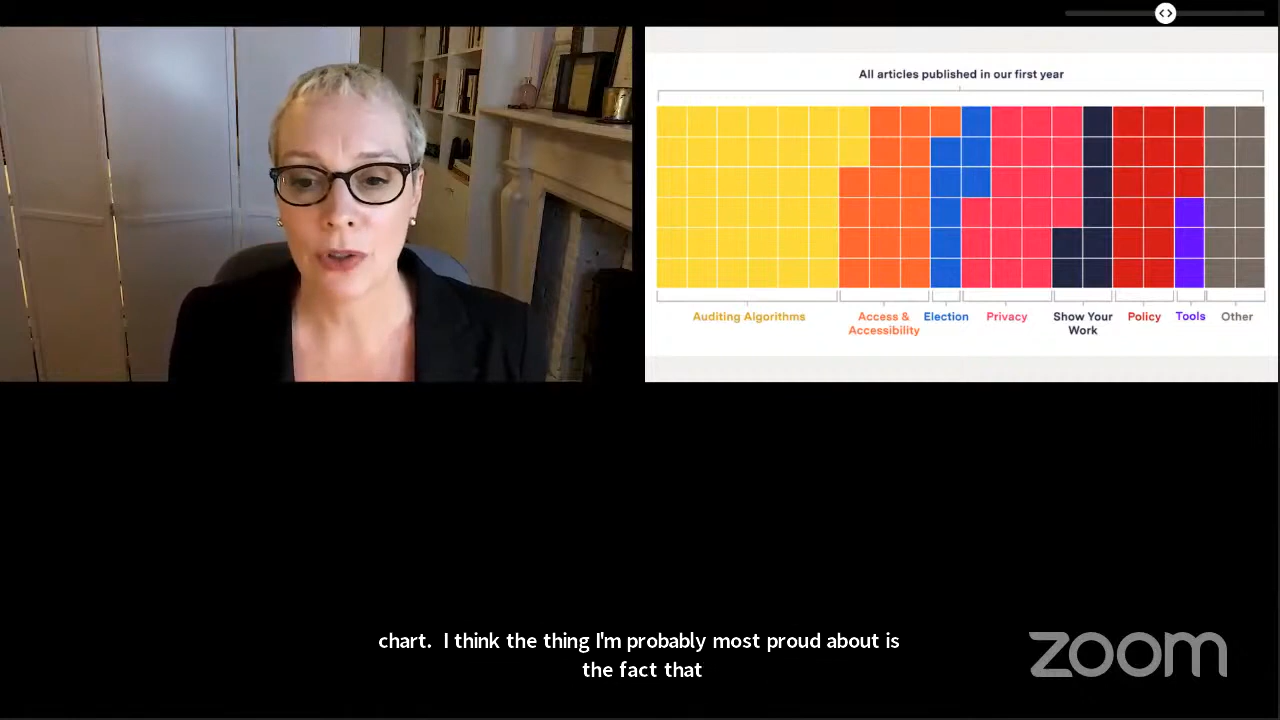 All articles published in our first year
Auditing Algorithms
Access &
Accessibility
Election
Privacy
Show Your
Work
Policy
Tools
Other
chart.  I think the thing I'm probably most proud about is
the fact that
zoom